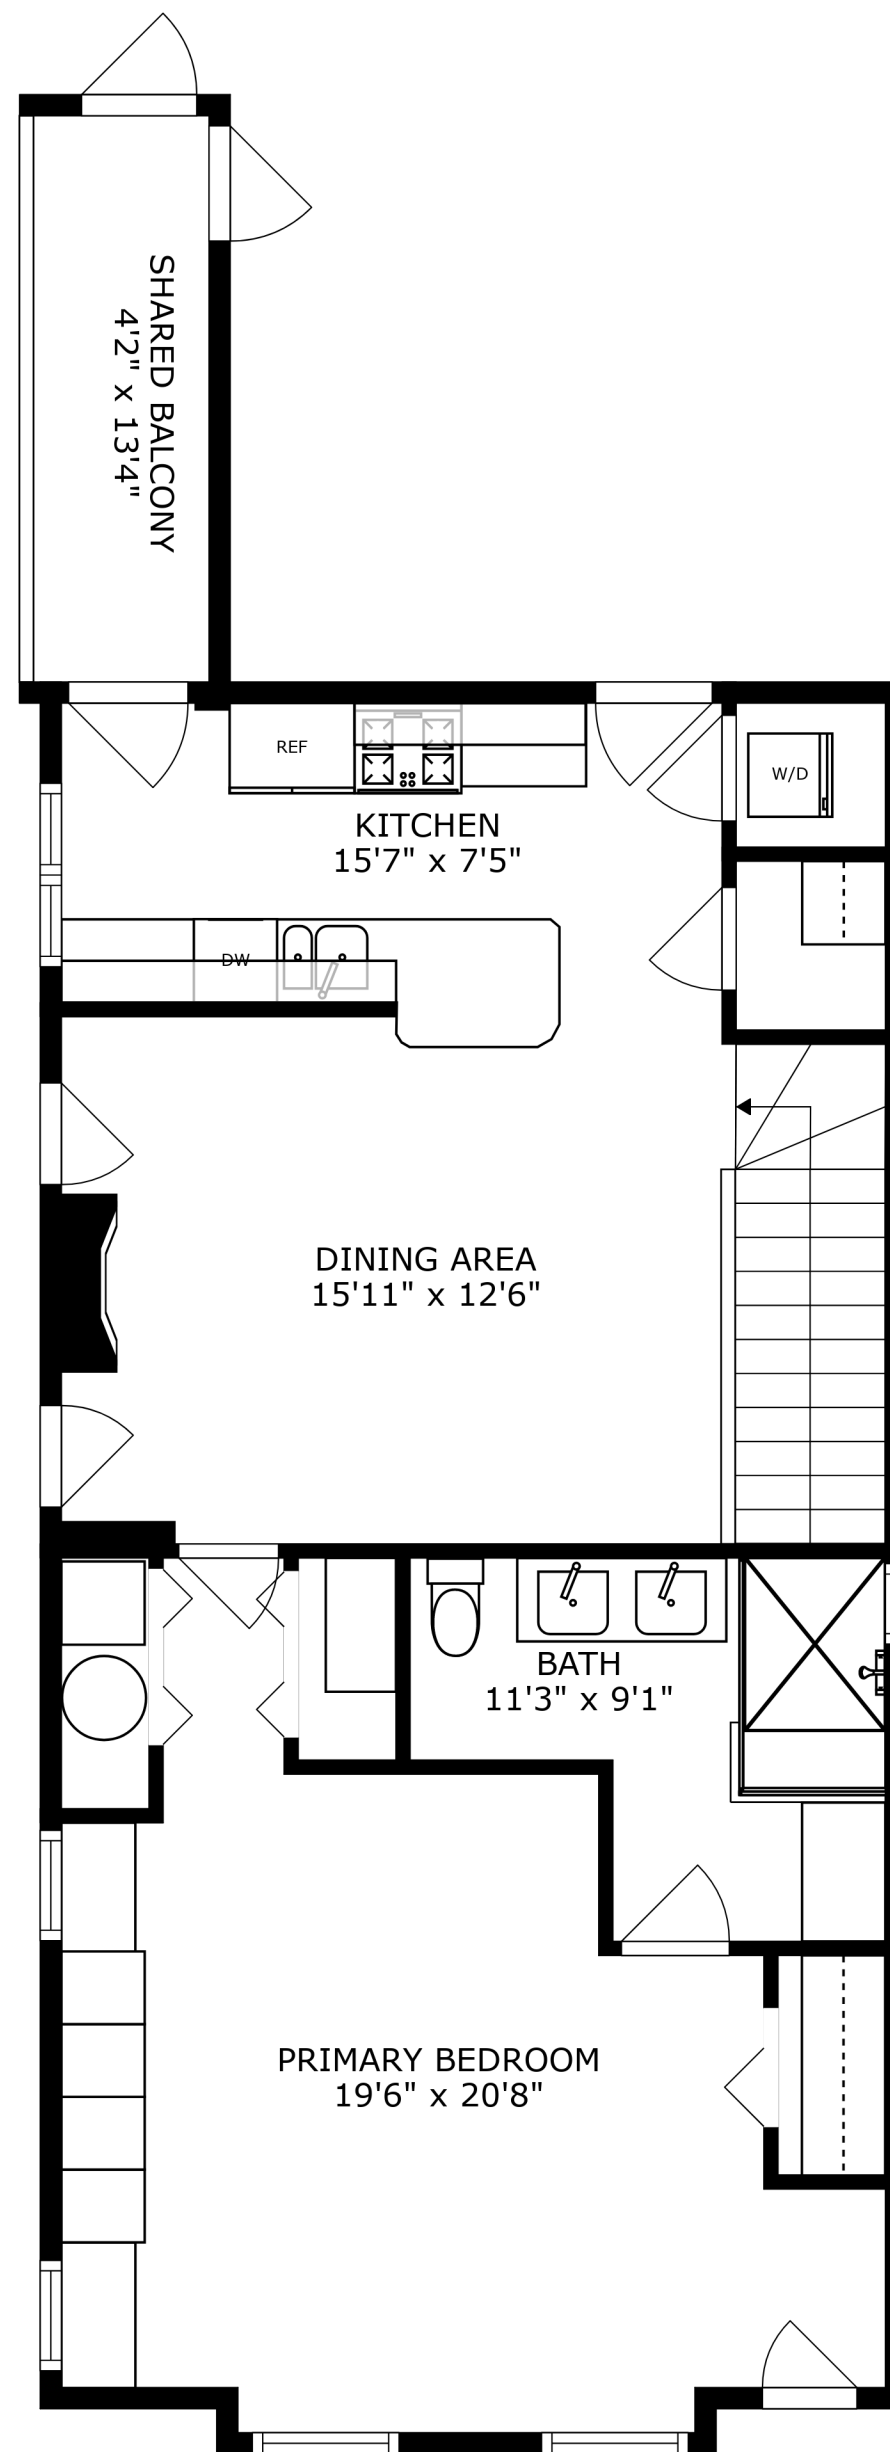 SHARED BALCONY
4'2" x 13'4"
REF
W/D
KITCHEN
15'7" x 7'5"
DW
DINING AREA
15'11" x 12'6"
BATH
11'3" x 9'1"
PRIMARY BEDROOM
19'6" x 20'8"